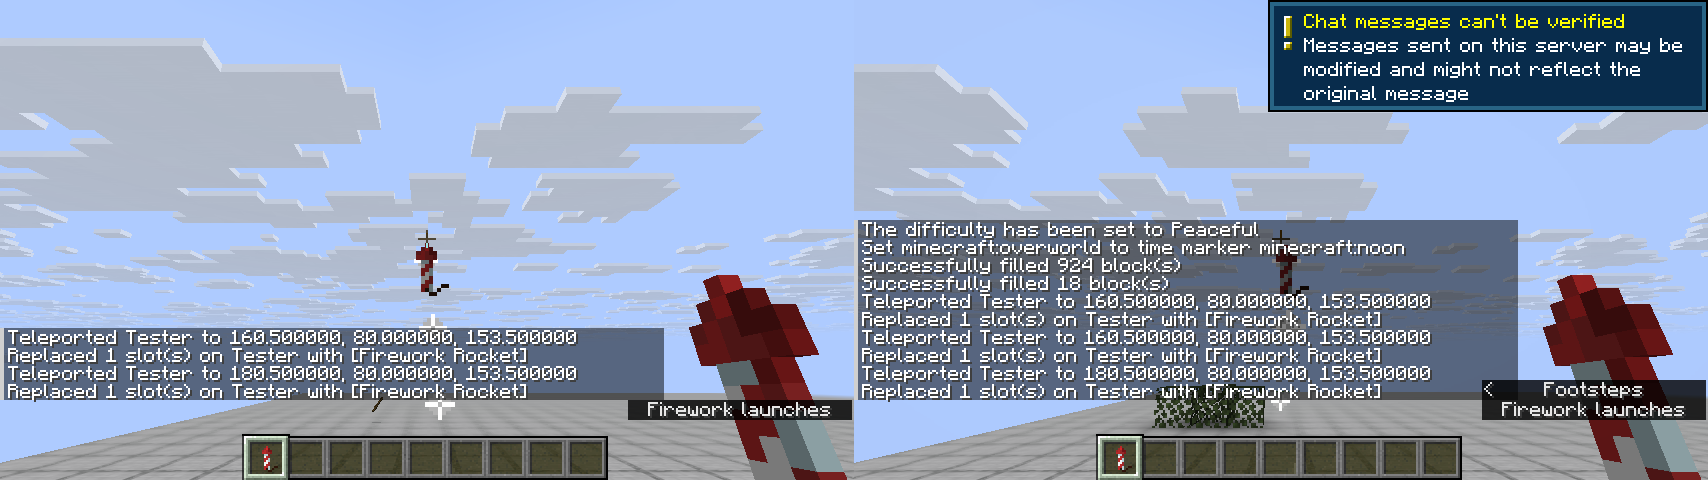 Teleported Tester to 160.500000, 80.000000, 153.500000
Replaced 1 slot(s) on Tester with [Firework Rocket]
Teleported Tester to 180.500000, 80.000000, 153.500000
Replaced 1 slot(s) on Tester with [Firework Rocket]
Firework launches
Chat messages can't be verified
Messages sent on this server may be
modified and might not reflect the
original message
The difficulty has been set to Peaceful
Set minecraft:overworld to time marker minecraft:noon
Successfully filled 924 block(s)
Successfully filled 18 block(s)
Teleported Tester to 160.500000, 80.000000, 153.500000
Replaced 1 slot(s) on Tester with [Firework Rocket]
Teleported Tester to 160.500000, 80.000000, 153.500000
Replaced 1 slot(s) on Tester with [Firework Rocket]
Teleported Tester to 180.500000, 80.000000, 153.500000
Replaced 1 slot(s) on Tester with [Firework Rocket]
< Footsteps
Firework launches